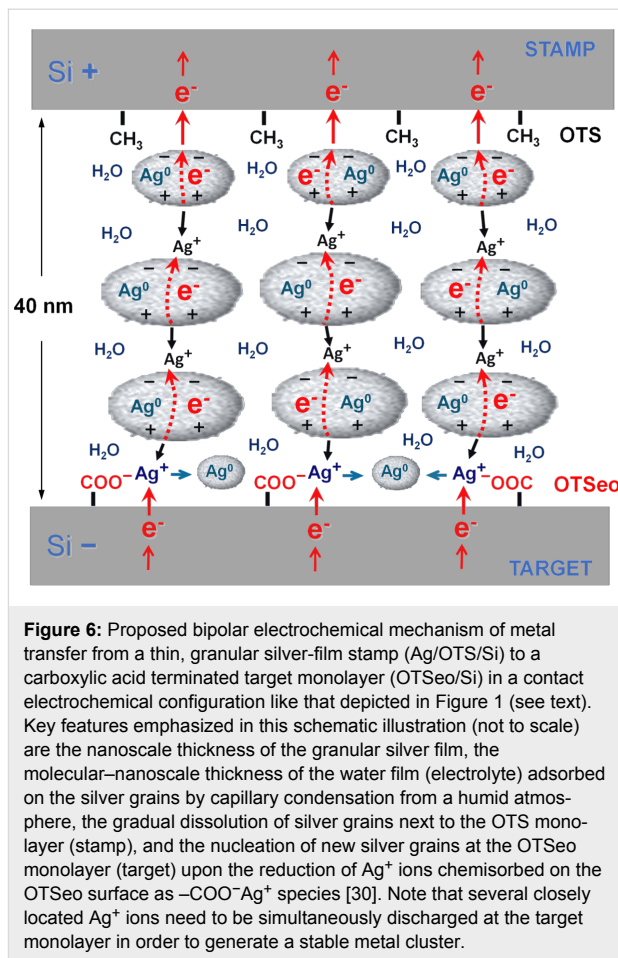 STAMP
Si +
e⁻ e⁻ e⁻
CH₃ CH₃ CH₃ CH₃ OTS
H₂O Ag⁰ e⁻ H₂O e⁻ Ag⁰ H₂O Ag⁰ e⁻
− − − − − −
+ + + + + +
H₂O H₂O H₂O H₂O
Ag⁺ Ag⁺ Ag⁺
− − − − − −
40 nm Ag⁰ e⁻ Ag⁰ e⁻ e⁻ Ag⁰
+ + + + + +
H₂O H₂O H₂O H₂O
Ag⁺ Ag⁺ Ag⁺
− − − − − −
Ag⁰ e⁻ e⁻ Ag⁰ e⁻ Ag⁰
+ + + + + +
H₂O H₂O H₂O H₂O
COO⁻Ag⁺ Ag⁰ COO⁻Ag⁺ Ag⁰ Ag⁺⁻OOC OTSeo
e⁻ e⁻ e⁻
Si −
TARGET
Figure 6: Proposed bipolar electrochemical mechanism of metal
transfer from a thin, granular silver-film stamp (Ag/OTS/Si) to a
carboxylic acid terminated target monolayer (OTSeo/Si) in a contact
electrochemical configuration like that depicted in Figure 1 (see text).
Key features emphasized in this schematic illustration (not to scale)
are the nanoscale thickness of the granular silver film, the
molecular–nanoscale thickness of the water film (electrolyte) adsorbed
on the silver grains by capillary condensation from a humid atmos-
phere, the gradual dissolution of silver grains next to the OTS mono-
layer (stamp), and the nucleation of new silver grains at the OTSeo
monolayer (target) upon the reduction of Ag⁺ ions chemisorbed on the
OTSeo surface as –COO⁻Ag⁺ species [30]. Note that several closely
located Ag⁺ ions need to be simultaneously discharged at the target
monolayer in order to generate a stable metal cluster.